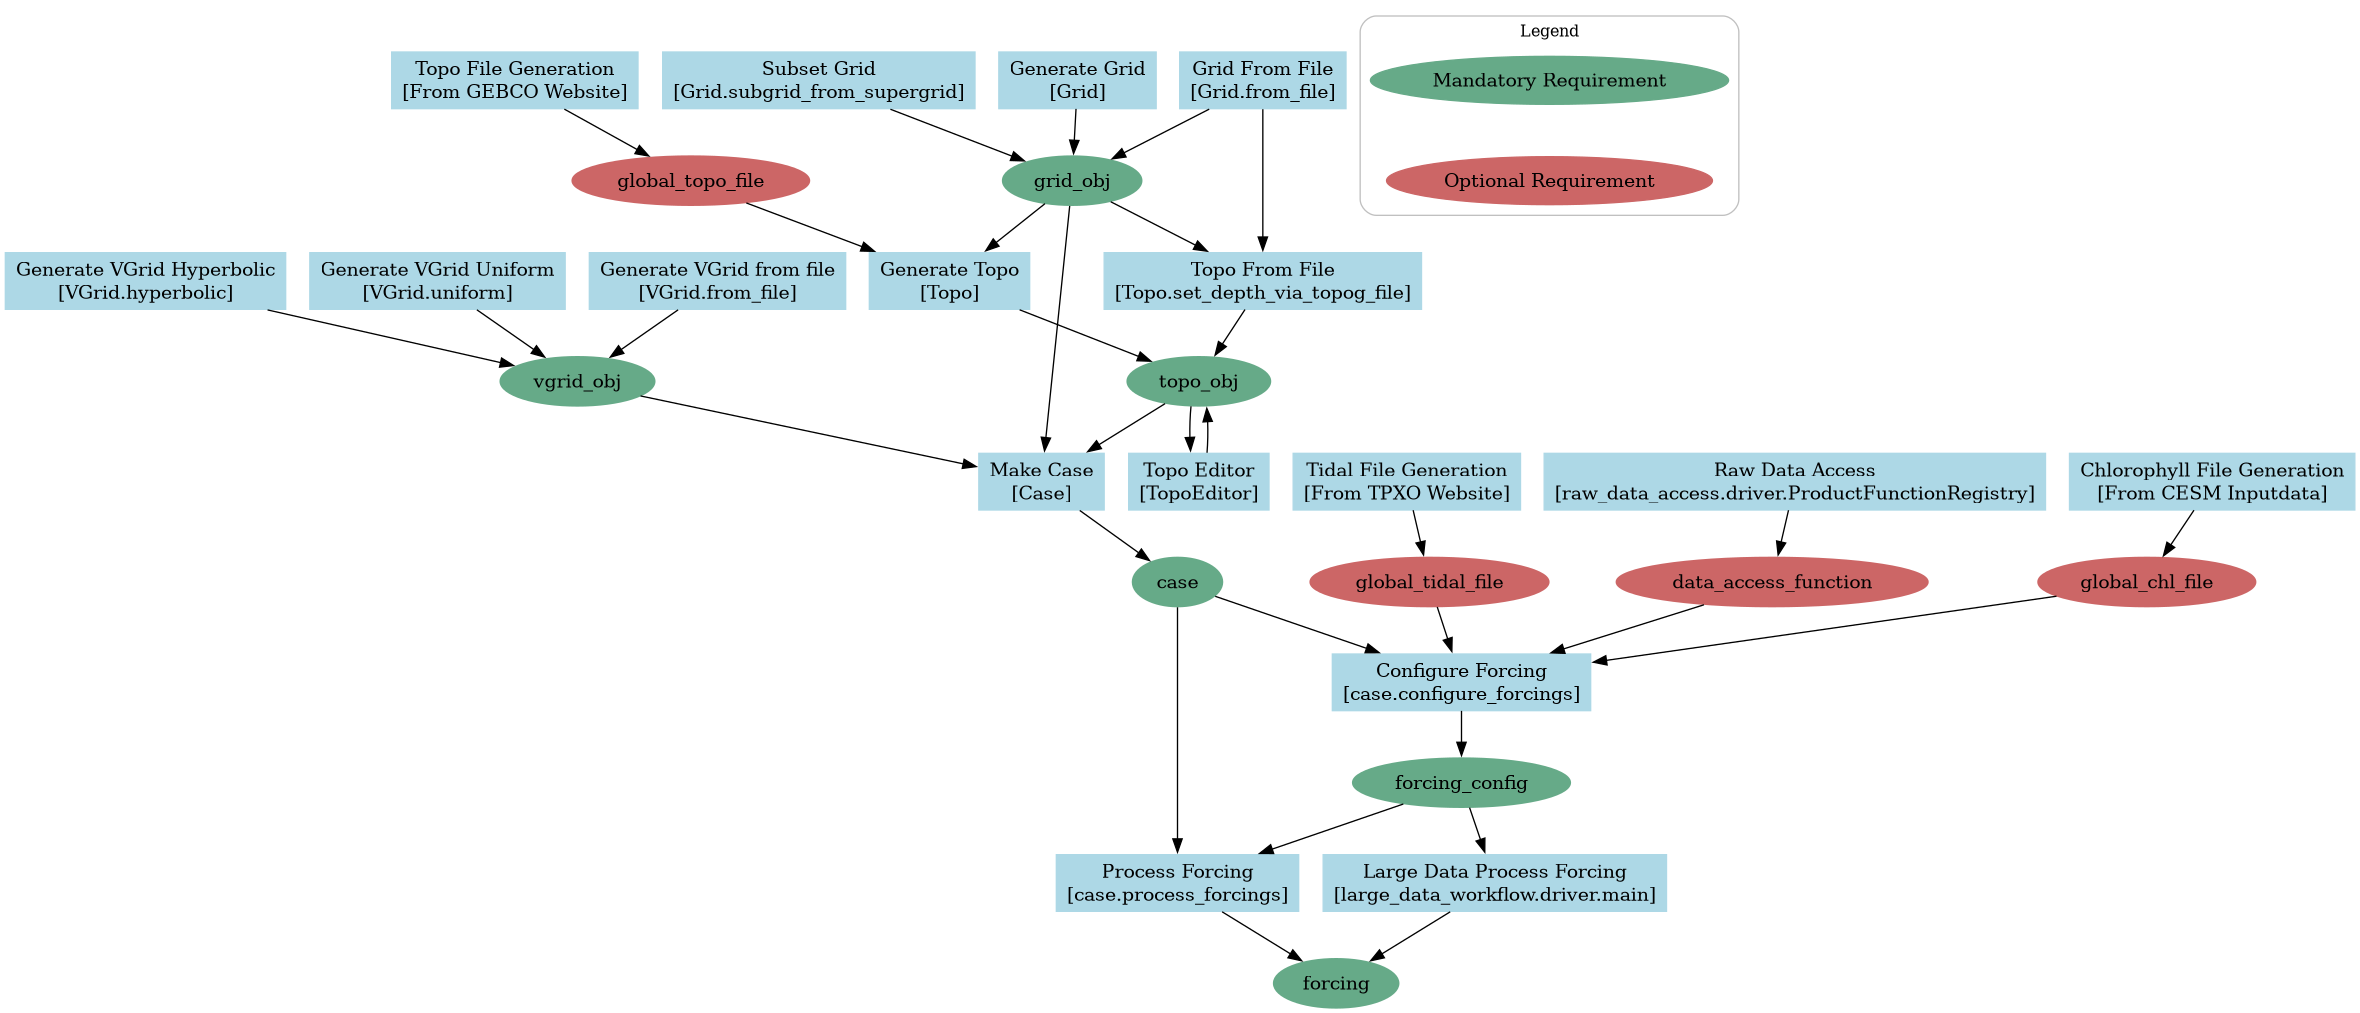 Legend
Topo File Generation
[From GEBCO Website]
Subset Grid
[Grid.subgrid_from_supergrid]
Generate Grid
[Grid]
Grid From File
[Grid.from_file]
Mandatory Requirement
global_topo_file
grid_obj
Optional Requirement
Generate VGrid Hyperbolic
[VGrid.hyperbolic]
Generate VGrid Uniform
[VGrid.uniform]
Generate VGrid from file
[VGrid.from_file]
Generate Topo
[Topo]
Topo From File
[Topo.set_depth_via_topog_file]
vgrid_obj
topo_obj
Make Case
[Case]
Topo Editor
[TopoEditor]
Tidal File Generation
[From TPXO Website]
Raw Data Access
[raw_data_access.driver.ProductFunctionRegistry]
Chlorophyll File Generation
[From CESM Inputdata]
case
global_tidal_file
data_access_function
global_chl_file
Configure Forcing
[case.configure_forcings]
forcing_config
Process Forcing
[case.process_forcings]
Large Data Process Forcing
[large_data_workflow.driver.main]
forcing